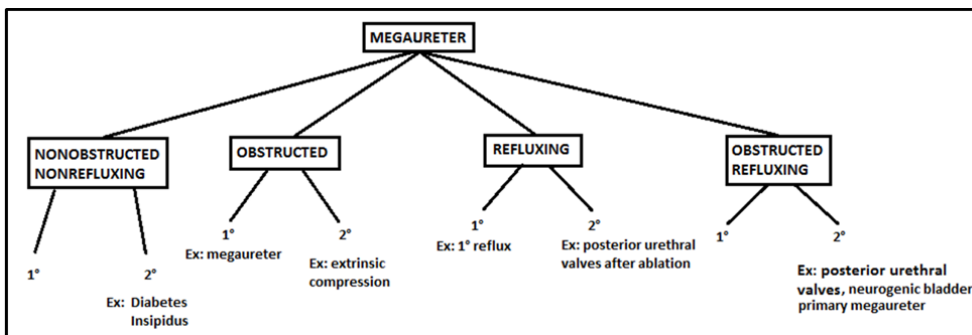 MEGAURETER
NONOBSTRUCTED
NONREFLUXING
OBSTRUCTED
REFLUXING
OBSTRUCTED
REFLUXING
1°
2°
Ex: Diabetes
Insipidus
1°
Ex: megaureter
2°
Ex: extrinsic
compression
1°
Ex: 1° reflux
2°
Ex: posterior urethral
valves after ablation
1°
2°
Ex: posterior urethral
valves, neurogenic bladder
primary megaureter